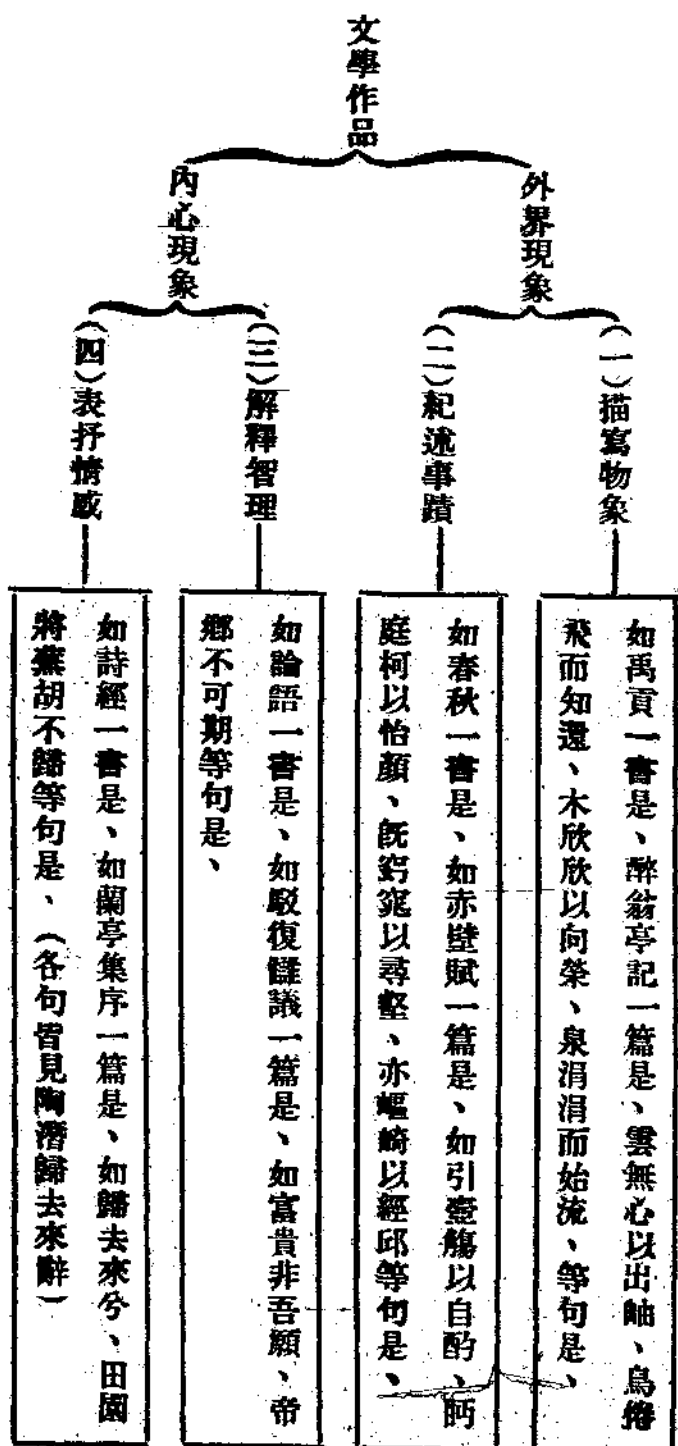 文學作品
外界現象
(一)描寫物象
如禹貢一書是、醉翁亭記一篇是、雲無心以出岫、鳥倦
飛而知還、木欣欣以向榮、泉涓涓而始流、等句是、
(二)紀述事蹟
如春秋一書是、如赤壁賦一篇是、如引壺觴以自酌、眄
庭柯以怡顏、既窈窕以尋壑、亦崎嶇以經邱等句是、
內心現象
(三)解釋智理
如論語一書是、如駁復讎議一篇是、如富貴非吾願、帝
鄉不可期等句是、
(四)表抒情感
如詩經一書是、如蘭亭集序一篇是、如歸去來兮、田園
將蕪胡不歸等句是、(各句皆見陶潛歸去來辭)